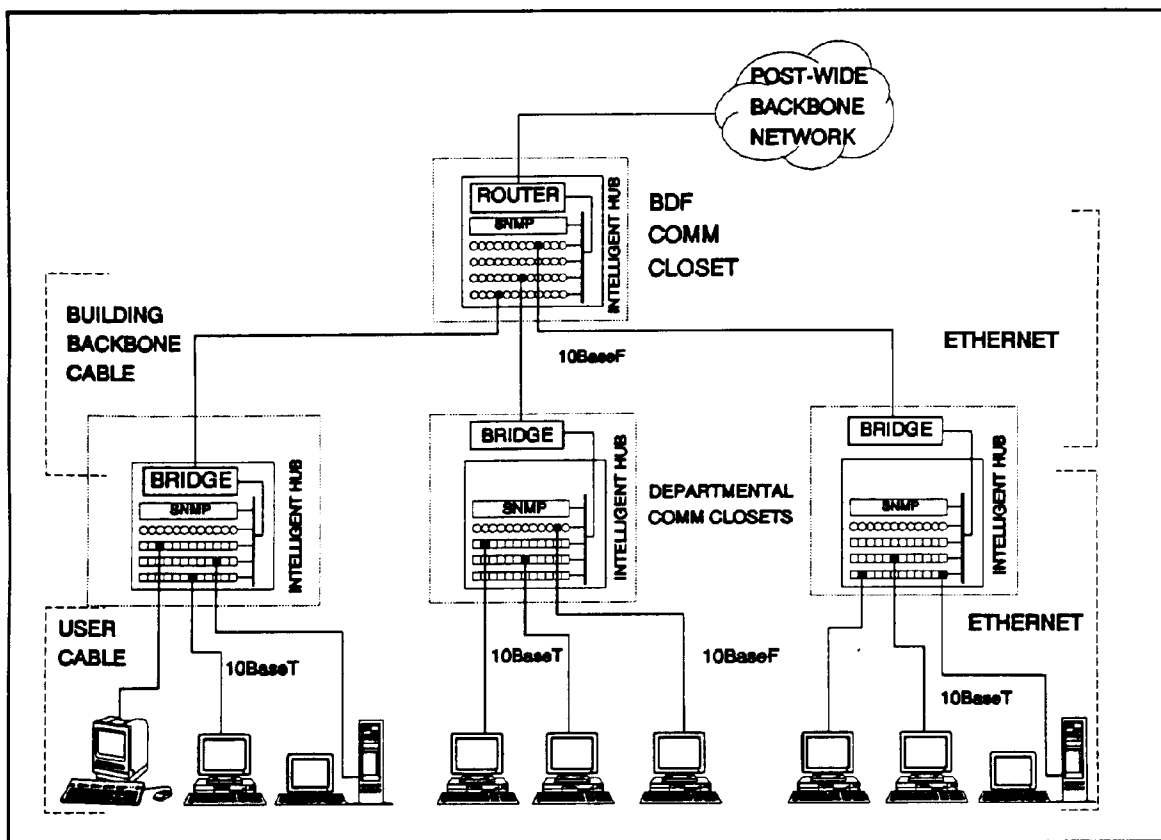 POST-WIDE
BACKBONE
NETWORK
ROUTER
SNMP
INTELLIGENT HUB
BDF
COMM
CLOSET
BUILDING
BACKBONE
CABLE
10BaseF
ETHERNET
BRIDGE
SNMP
INTELLIGENT HUB
BRIDGE
SNMP
INTELLIGENT HUB
DEPARTMENTAL
COMM CLOSETS
BRIDGE
SNMP
INTELLIGENT HUB
USER
CABLE
10BaseT
10BaseT
10BaseF
10BaseT
ETHERNET